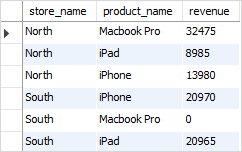 store_name product_name revenue
North Macbook Pro 32475
North iPad 8985
North iPhone 13980
South iPhone 20970
South Macbook Pro 0
South iPad 20965